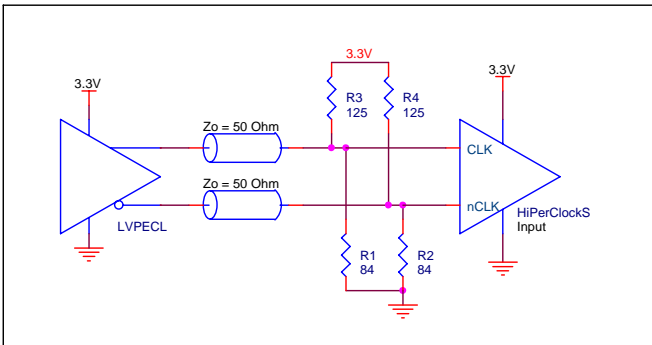 3.3V
3.3V
3.3V
R3
125
R4
125
Zo = 50 Ohm
CLK
Zo = 50 Ohm
nCLK
HiPerClockS
Input
LVPECL
R1
84
R2
84